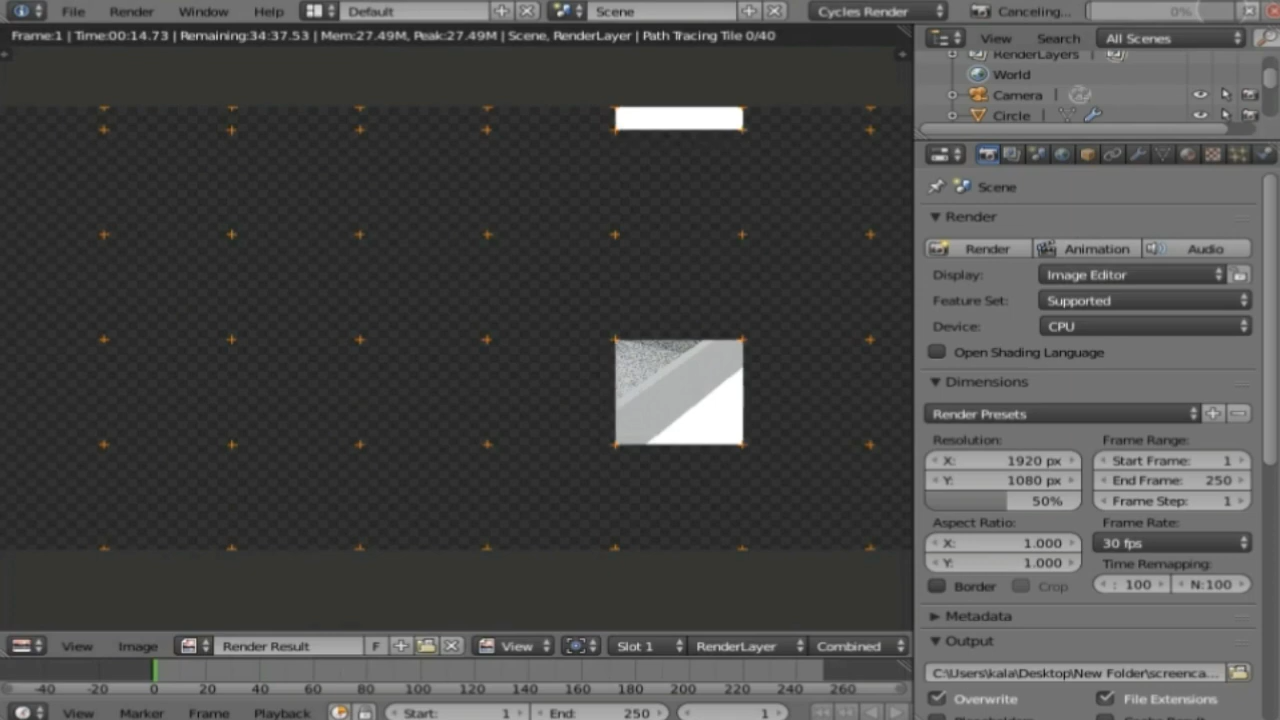 File Render Window Help Default Scene Cycles Render Canceling... 0%
Frame:1 | Time:00:14.73 | Remaining:34:37.53 | Mem:27.49M, Peak:27.49M | Scene, RenderLayer | Path Tracing Tile 0/40
View Search All Scenes
RenderLayers
World
Camera
Circle
Scene
Render
Render Animation Audio
Display: Image Editor
Feature Set: Supported
Device: CPU
Open Shading Language
Dimensions
Render Presets
Resolution: Frame Range:
X: 1920 px Start Frame: 1
Y: 1080 px End Frame: 250
50% Frame Step: 1
Aspect Ratio: Frame Rate:
X: 1.000 30 fps
Y: 1.000 Time Remapping:
Border Crop : 100 N:100
Metadata
Output
C:\Users\kala\Desktop\New Folder\screenca...
Overwrite File Extensions
View Image Render Result F View Slot 1 RenderLayer Combined
-40 -20 0 20 40 60 80 100 120 140 160 180 200 220 240 260
View Marker Frame Playback Start: 1 End: 250 1